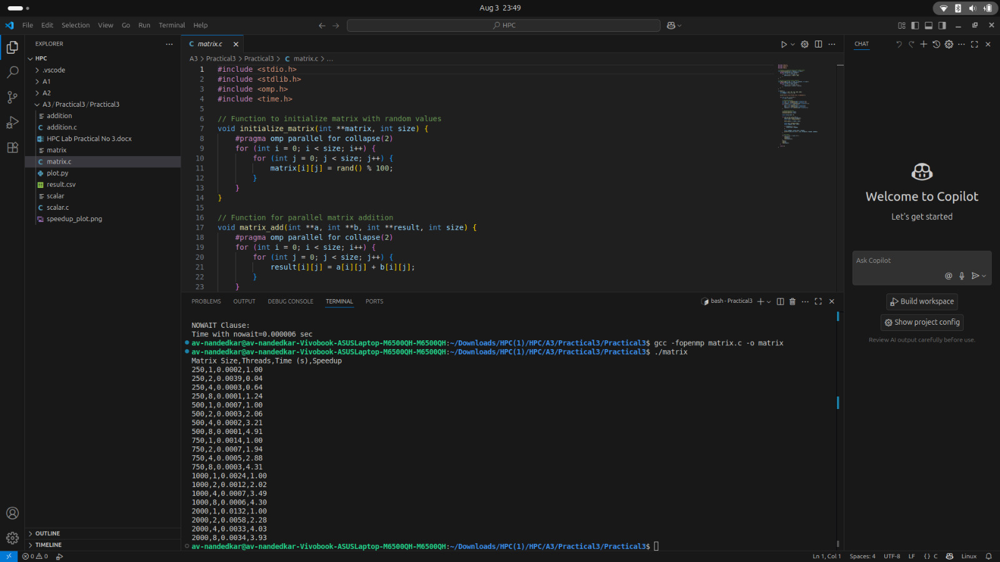 Aug 3 23:49
File Edit Selection View Go Run Terminal Help
HPC
EXPLORER
HPC
.vscode
A1
A2
A3 / Practical3 / Practical3
addition
addition.c
HPC Lab Practical No 3.docx
matrix
matrix.c
plot.py
result.csv
scalar
scalar.c
speedup_plot.png
OUTLINE
TIMELINE
matrix.c
A3 > Practical3 > Practical3 > C matrix.c > ...
1 #include <stdio.h>
2 #include <stdlib.h>
3 #include <omp.h>
4 #include <time.h>
5
6 // Function to initialize matrix with random values
7 void initialize_matrix(int **matrix, int size) {
8 #pragma omp parallel for collapse(2)
9 for (int i = 0; i < size; i++) {
10 for (int j = 0; j < size; j++) {
11 matrix[i][j] = rand() % 100;
12 }
13 }
14 }
15
16 // Function for parallel matrix addition
17 void matrix_add(int **a, int **b, int **result, int size) {
18 #pragma omp parallel for collapse(2)
19 for (int i = 0; i < size; i++) {
20 for (int j = 0; j < size; j++) {
21 result[i][j] = a[i][j] + b[i][j];
22 }
23 }
PROBLEMS OUTPUT DEBUG CONSOLE TERMINAL PORTS
bash - Practical3
NOWAIT Clause:
Time with nowait=0.000006 sec
av-nandedkar@av-nandedkar-Vivobook-ASUSLaptop-M6500QH-M6500QH:~/Downloads/HPC(1)/HPC/A3/Practical3/Practical3$ gcc -fopenmp matrix.c -o matrix
av-nandedkar@av-nandedkar-Vivobook-ASUSLaptop-M6500QH-M6500QH:~/Downloads/HPC(1)/HPC/A3/Practical3/Practical3$ ./matrix
Matrix Size,Threads,Time (s),Speedup
250,1,0.0002,1.00
250,2,0.0039,0.04
250,4,0.0003,0.64
250,8,0.0001,1.24
500,1,0.0007,1.00
500,2,0.0003,2.06
500,4,0.0002,3.21
500,8,0.0001,4.91
750,1,0.0014,1.00
750,2,0.0007,1.94
750,4,0.0005,2.88
750,8,0.0003,4.31
1000,1,0.0024,1.00
1000,2,0.0012,2.02
1000,4,0.0007,3.49
1000,8,0.0006,4.30
2000,1,0.0132,1.00
2000,2,0.0058,2.28
2000,4,0.0033,4.03
2000,8,0.0034,3.93
av-nandedkar@av-nandedkar-Vivobook-ASUSLaptop-M6500QH-M6500QH:~/Downloads/HPC(1)/HPC/A3/Practical3/Practical3$
CHAT
Welcome to Copilot
Let's get started
Ask Copilot
Build workspace
Show project config
Review AI output carefully before use.
0 0
Ln 1, Col 1 Spaces: 4 UTF-8 LF {} C Linux